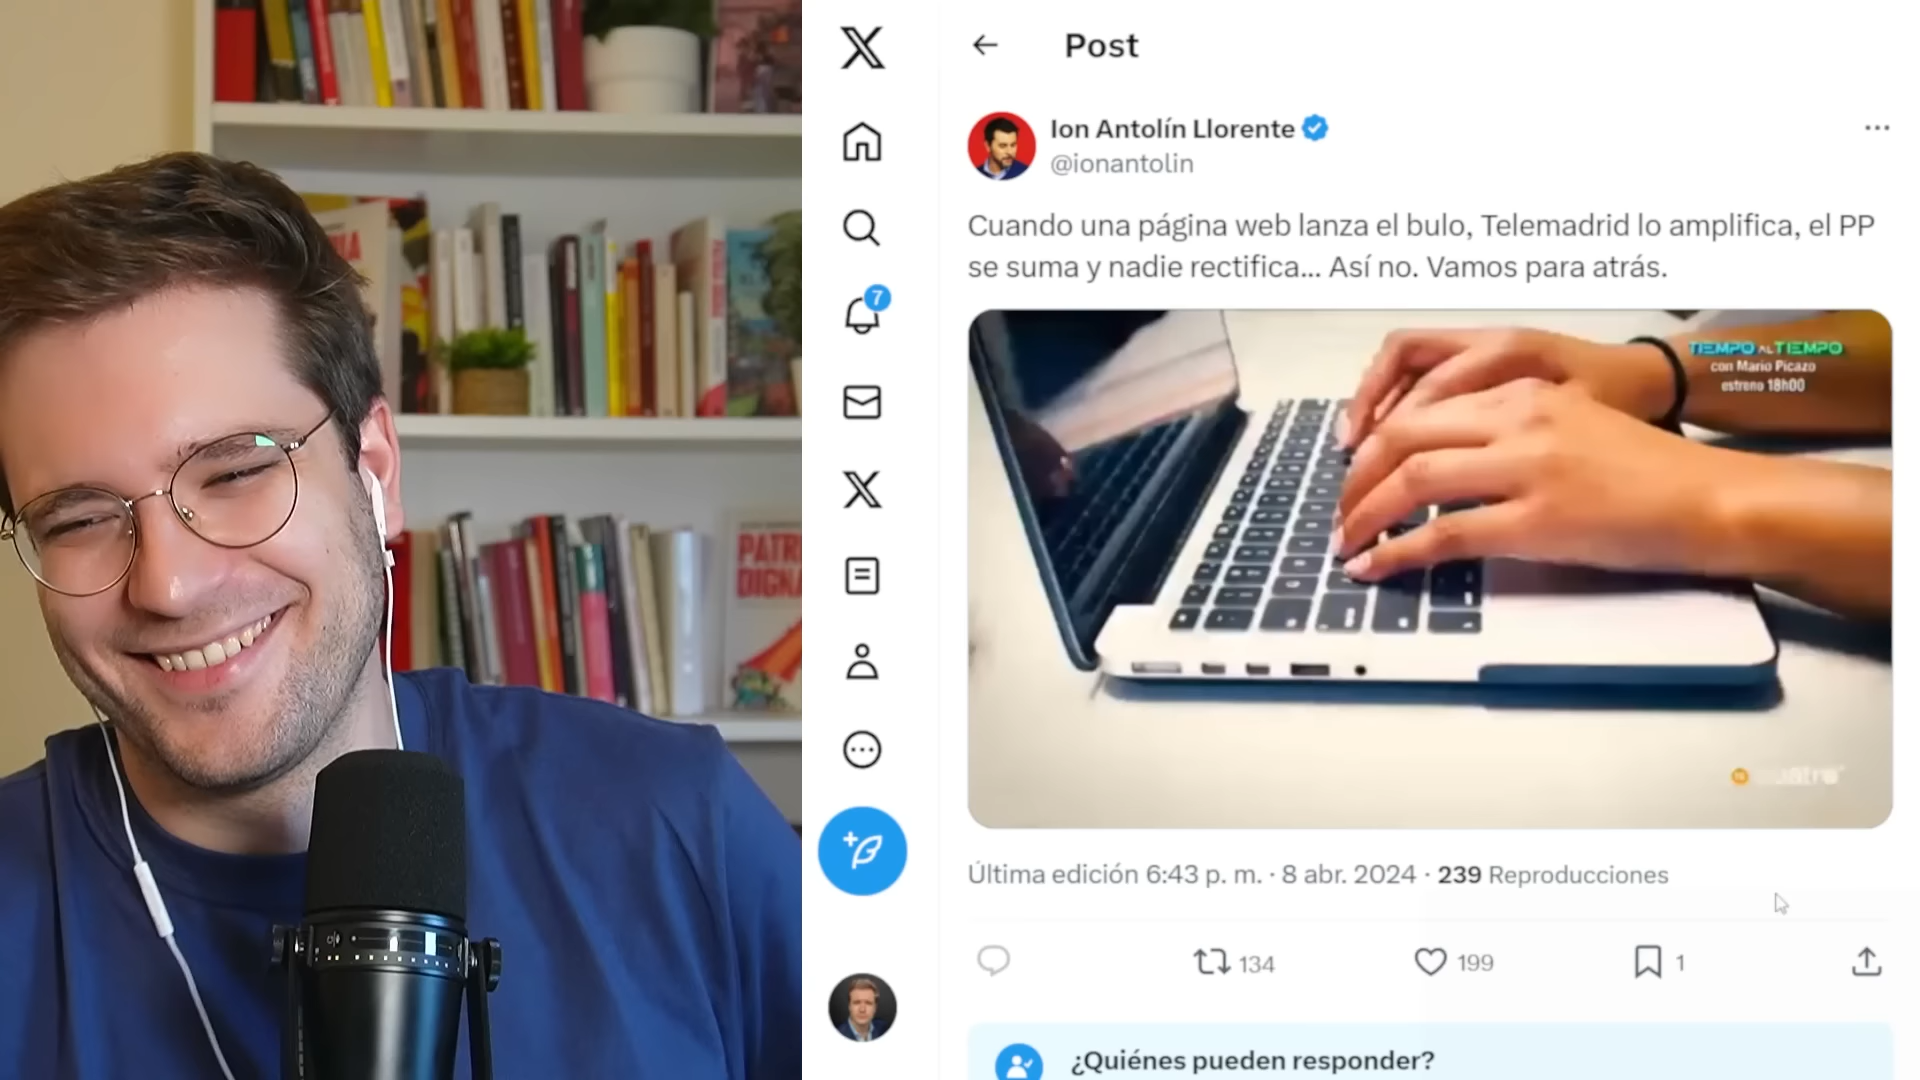 Post
Ion Antolín Llorente
@ionantolin
Cuando una página web lanza el bulo, Telemadrid lo amplifica, el PP
se suma y nadie rectifica... Así no. Vamos para atrás.
TIEMPO AL TIEMPO
con Mario Picazo
estreno 18h00
Última edición 6:43 p. m. · 8 abr. 2024 · 239 Reproducciones
134
199
1
¿Quiénes pueden responder?
7